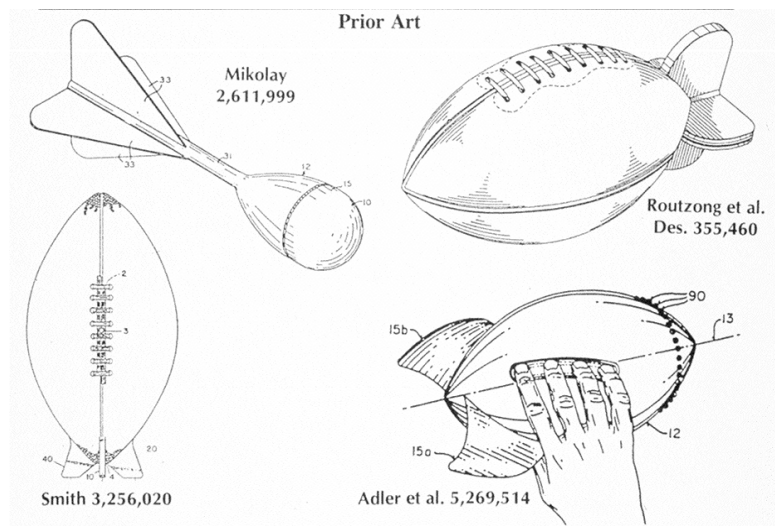 Prior Art
Mikolay
2,611,999
33
33
31
12
15
10
Routzong et al.
Des. 355,460
2
3
40
20
10
4
Smith 3,256,020
90
13
15b
15a
12
Adler et al. 5,269,514